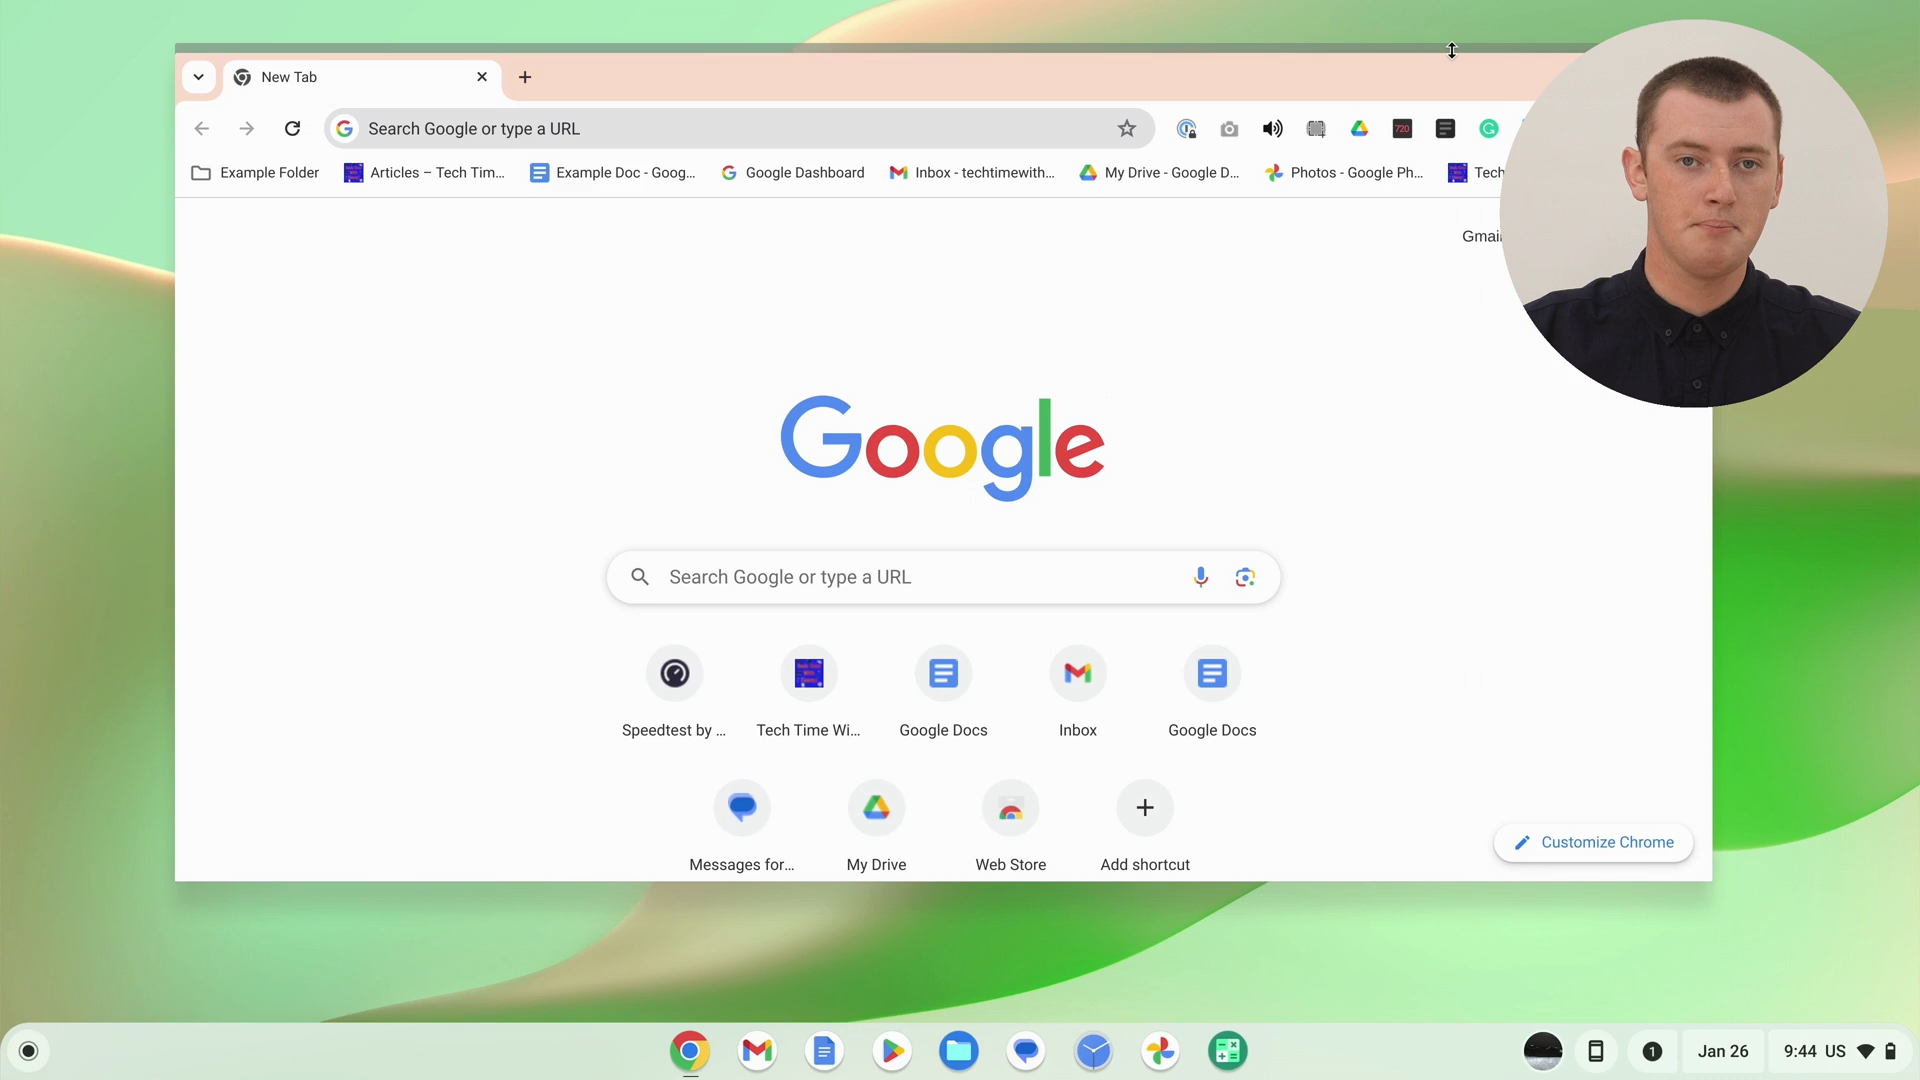 New Tab
Search Google or type a URL
720
Example Folder
Articles – Tech Tim...
Example Doc - Goog...
Google Dashboard
Inbox - techtimewith...
My Drive - Google D...
Photos - Google Ph...
Tech
Gmail
Google
Search Google or type a URL
Speedtest by ...
Tech Time Wi...
Google Docs
Inbox
Google Docs
Messages for...
My Drive
Web Store
Add shortcut
Customize Chrome
1
Jan 26
9:44 US